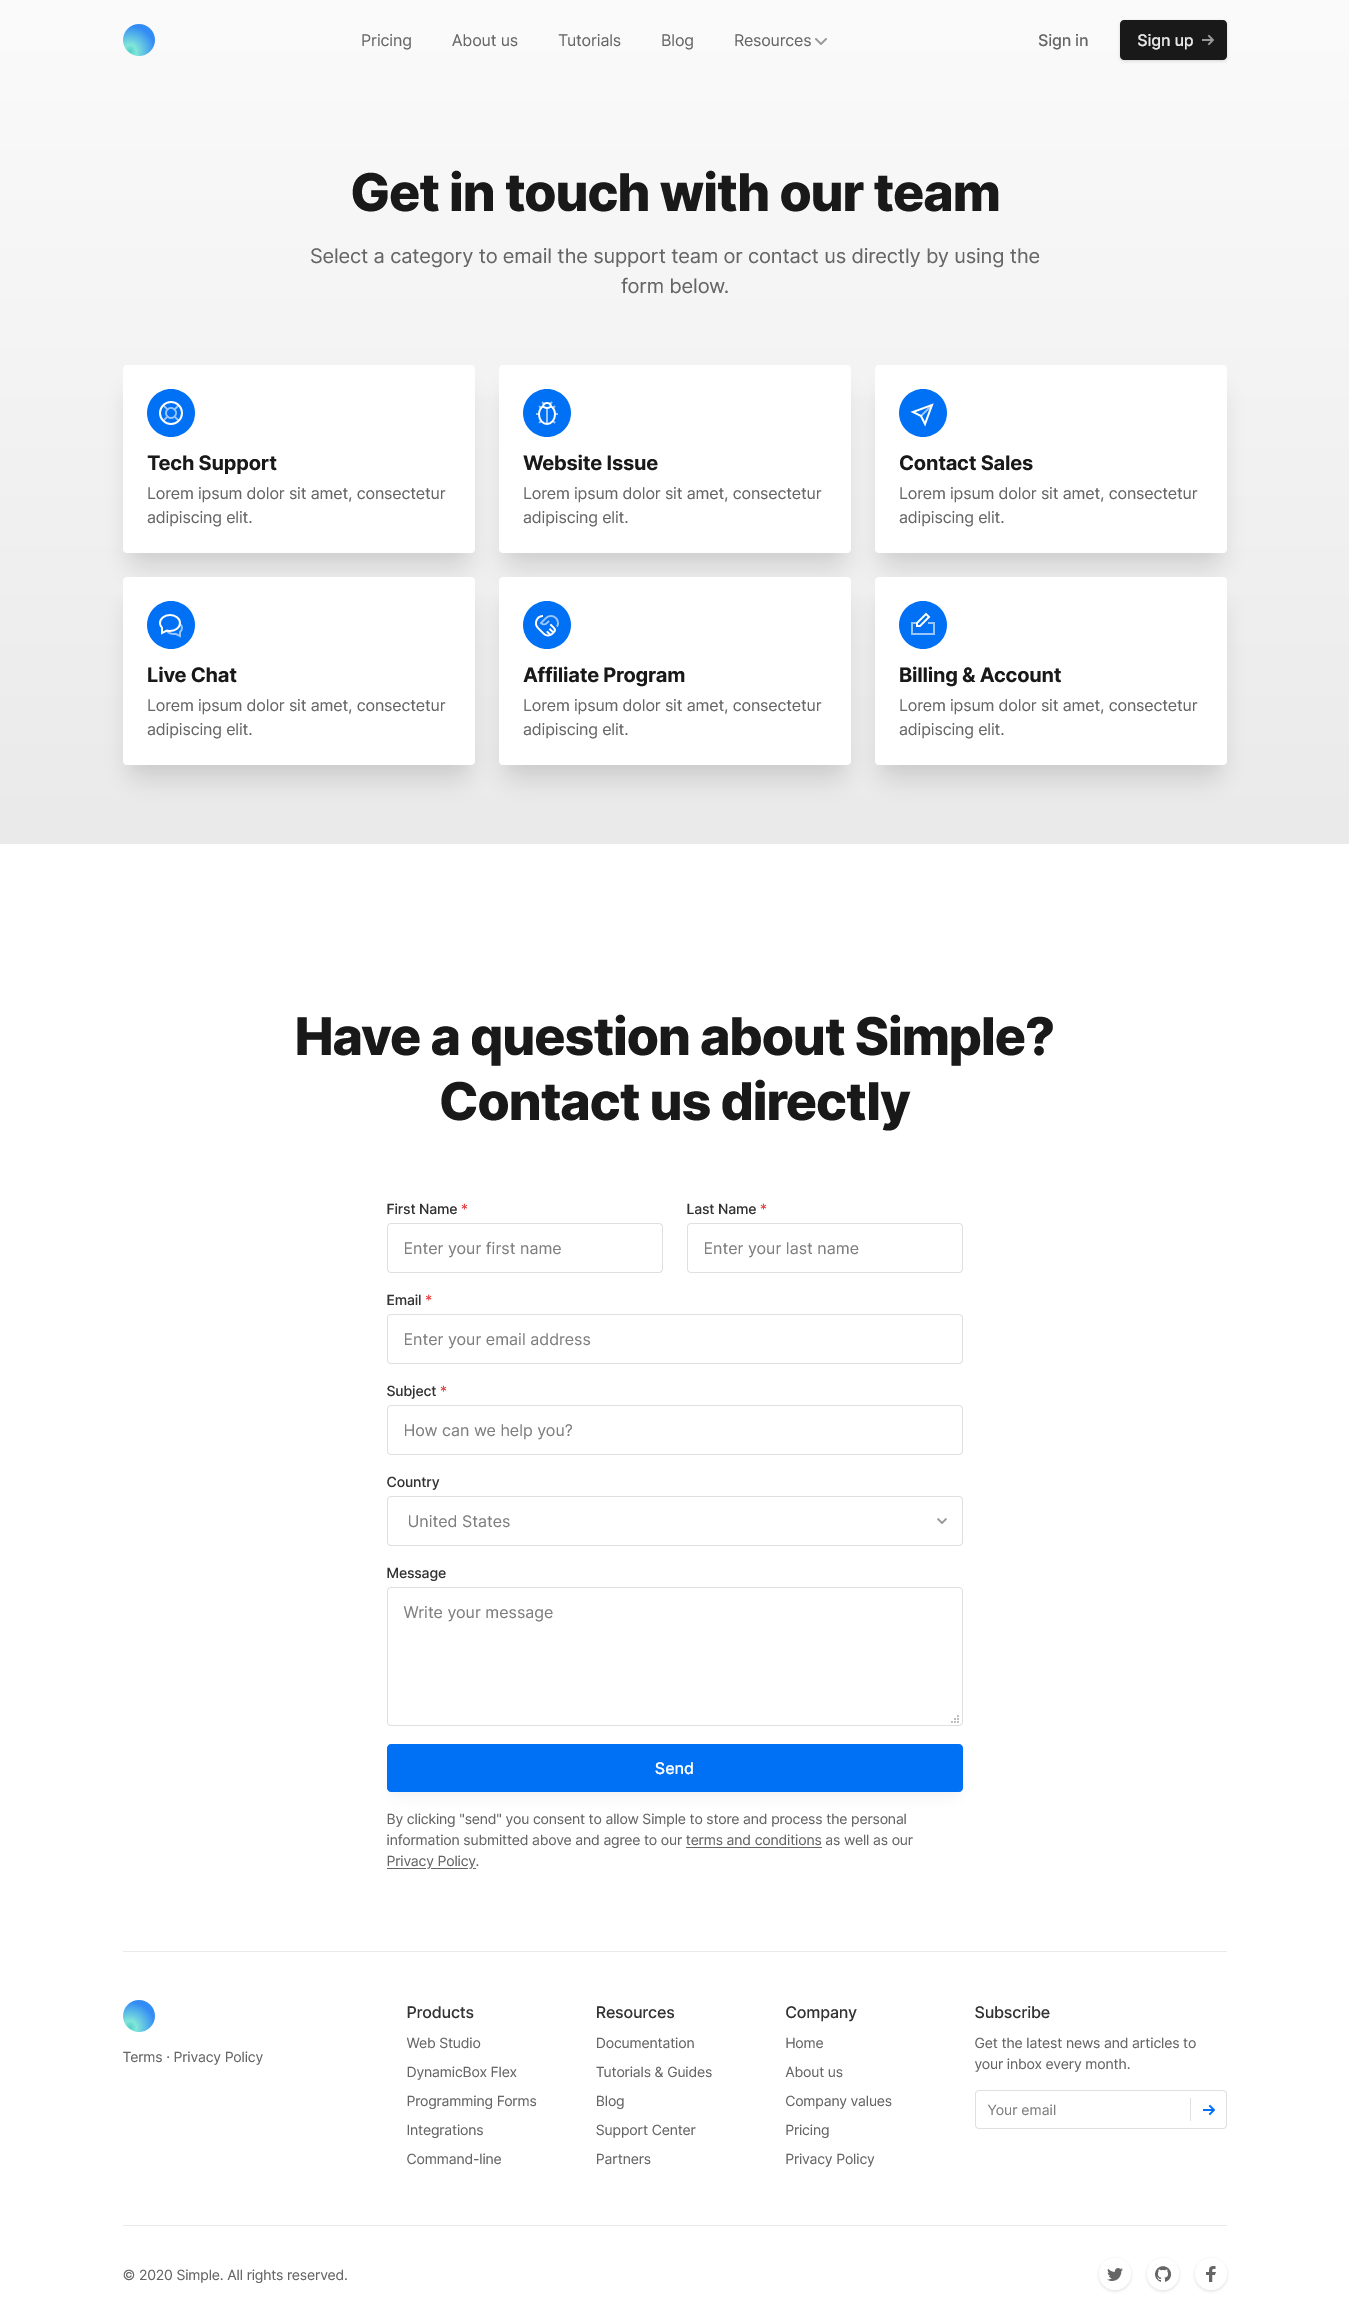 Pricing
About us
Tutorials
Blog
Resources
Sign in
Sign up
Get in touch with our team
Select a category to email the support team or contact us directly by using the
form below.
Tech Support
Lorem ipsum dolor sit amet, consectetur
adipiscing elit.
Website Issue
Lorem ipsum dolor sit amet, consectetur
adipiscing elit.
Contact Sales
Lorem ipsum dolor sit amet, consectetur
adipiscing elit.
Live Chat
Lorem ipsum dolor sit amet, consectetur
adipiscing elit.
Affiliate Program
Lorem ipsum dolor sit amet, consectetur
adipiscing elit.
Billing & Account
Lorem ipsum dolor sit amet, consectetur
adipiscing elit.
Have a question about Simple?
Contact us directly
First Name *
Enter your first name
Last Name *
Enter your last name
Email *
Enter your email address
Subject *
How can we help you?
Country
United States
Message
Write your message
Send
By clicking "send" you consent to allow Simple to store and process the personal
information submitted above and agree to our terms and conditions as well as our
Privacy Policy.
Terms · Privacy Policy
Products
Web Studio
DynamicBox Flex
Programming Forms
Integrations
Command-line
Resources
Documentation
Tutorials & Guides
Blog
Support Center
Partners
Company
Home
About us
Company values
Pricing
Privacy Policy
Subscribe
Get the latest news and articles to
your inbox every month.
Your email
© 2020 Simple. All rights reserved.